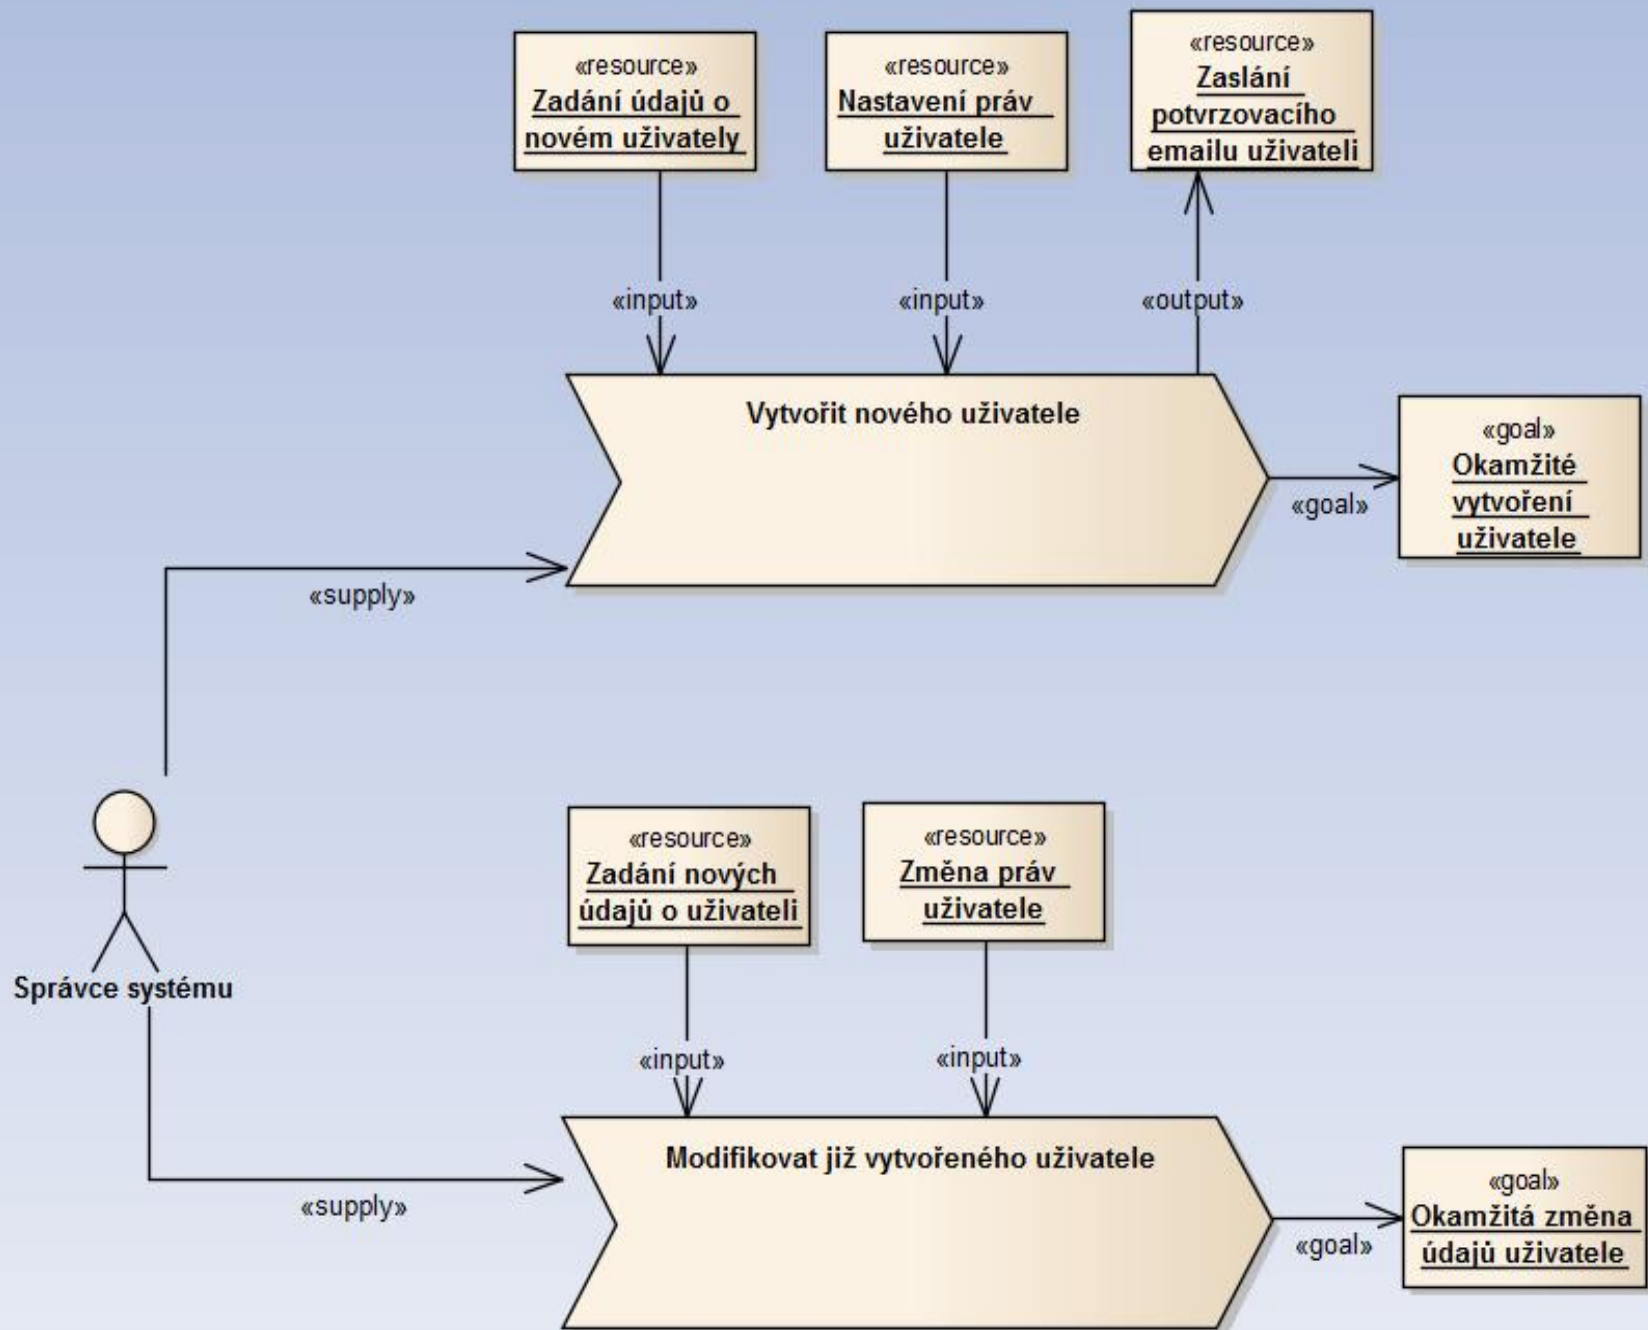 «resource»
Zadání údajů o
novém uživately
«resource»
Nastavení práv
uživatele
«resource»
Zaslání
potvrzovacího
emailu uživateli
«input»
«input»
«output»
Vytvořit nového uživatele
«goal»
«goal»
Okamžité
vytvoření
uživatele
«supply»
Správce systému
«resource»
Zadání nových
údajů o uživateli
«resource»
Změna práv
uživatele
«input»
«input»
Modifikovat již vytvořeného uživatele
«supply»
«goal»
«goal»
Okamžitá změna
údajů uživatele